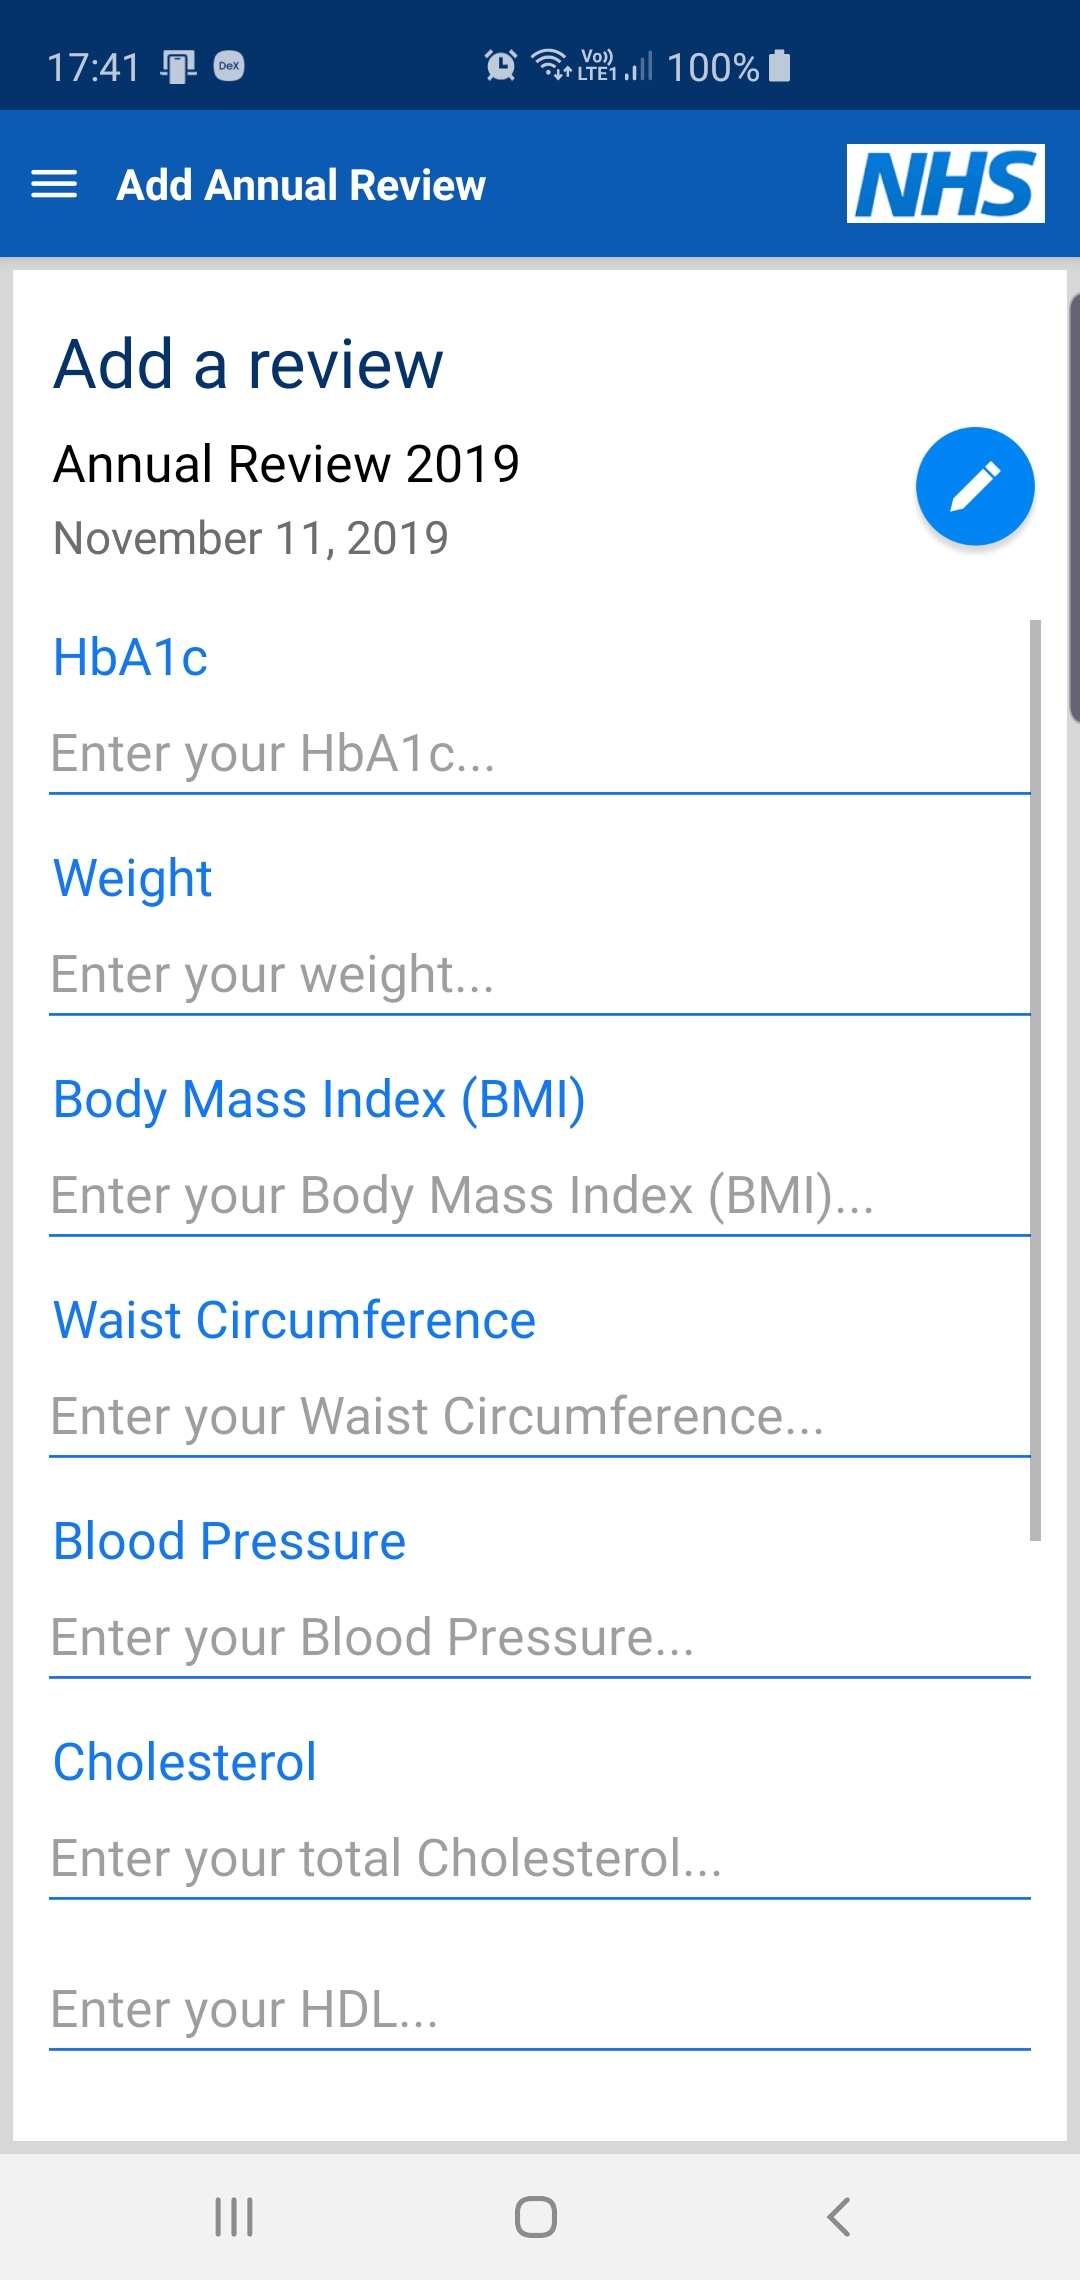 17:41 DeX Vo)) LTE1 100%
Add Annual Review NHS
Add a review
Annual Review 2019
November 11, 2019
HbA1c
Enter your HbA1c...
Weight
Enter your weight...
Body Mass Index (BMI)
Enter your Body Mass Index (BMI)...
Waist Circumference
Enter your Waist Circumference...
Blood Pressure
Enter your Blood Pressure...
Cholesterol
Enter your total Cholesterol...
Enter your HDL...